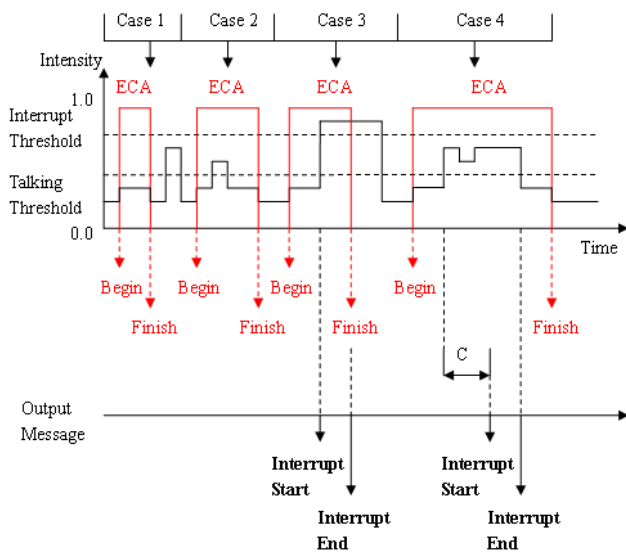 Case 1
Case 2
Case 3
Case 4
Intensity
ECA
ECA
ECA
ECA
1.0
Interrupt
Threshold
Talking
Threshold
0.0
Time
Begin
Begin
Begin
Begin
Finish
Finish
Finish
Finish
C
Output
Message
Interrupt
Start
Interrupt
Start
Interrupt
End
Interrupt
End